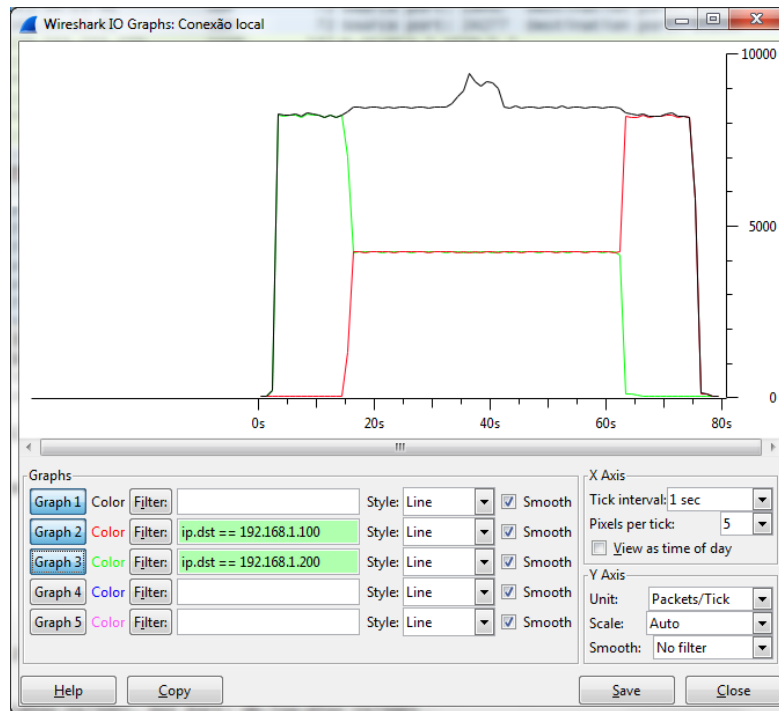 Wireshark IO Graphs: Conexão local
10000
5000
0
0s 20s 40s 60s 80s
Graphs
Graph 1 Color Filter: Style: Line Smooth
Graph 2 Color Filter: ip.dst == 192.168.1.100 Style: Line Smooth
Graph 3 Color Filter: ip.dst == 192.168.1.200 Style: Line Smooth
Graph 4 Color Filter: Style: Line Smooth
Graph 5 Color Filter: Style: Line Smooth
X Axis
Tick interval: 1 sec
Pixels per tick: 5
View as time of day
Y Axis
Unit: Packets/Tick
Scale: Auto
Smooth: No filter
Help Copy Save Close